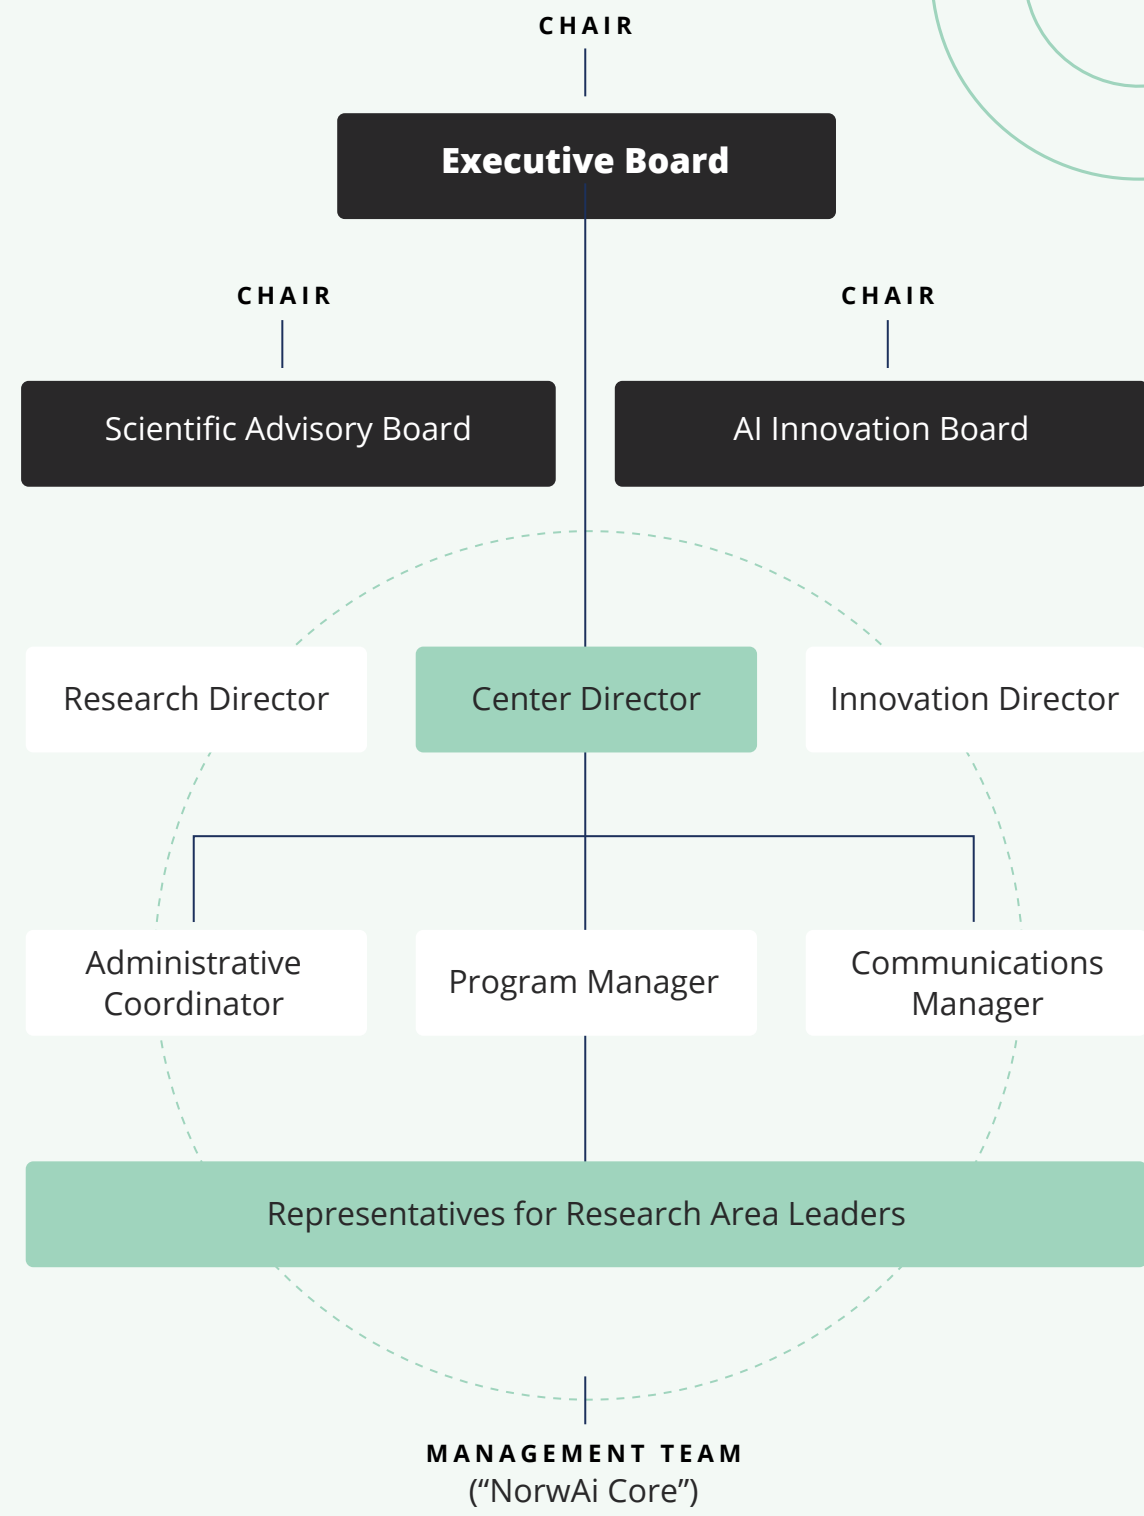 CHAIR
Executive Board
CHAIR
CHAIR
Scientific Advisory Board
AI Innovation Board
Research Director
Center Director
Innovation Director
Administrative
Coordinator
Program Manager
Communications
Manager
Representatives for Research Area Leaders
MANAGEMENT TEAM
(“NorwAi Core”)